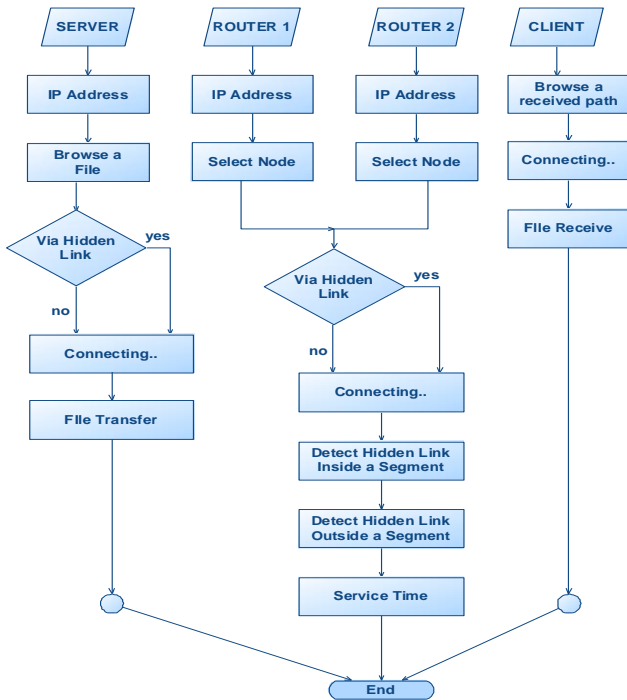 SERVER
ROUTER 1
ROUTER 2
CLIENT
IP Address
IP Address
IP Address
Browse a
received path
Browse a
File
Select Node
Select Node
Connecting..
Via Hidden
Link
yes
no
FIle Receive
Via Hidden
Link
yes
no
Connecting..
FIle Transfer
Connecting..
Detect Hidden Link
Inside a Segment
Detect Hidden Link
Outside a Segment
Service Time
End